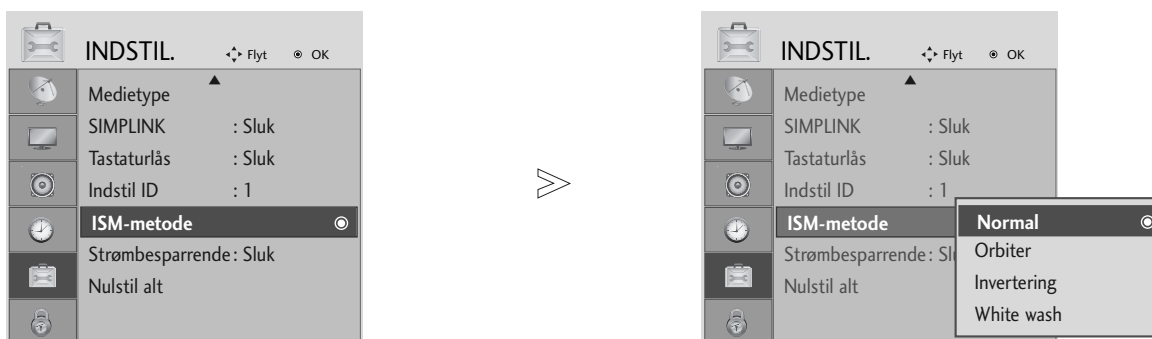 INDSTIL. Flyt OK
Medietype
SIMPLINK : Sluk
Tastaturlås : Sluk
Indstil ID : 1
ISM-metode
Strømbesparrende : Sluk
Nulstil alt
INDSTIL. Flyt OK
Medietype
SIMPLINK : Sluk
Tastaturlås : Sluk
Indstil ID : 1
ISM-metode
Strømbesparrende : Sl
Nulstil alt
Normal
Orbiter
Invertering
White wash